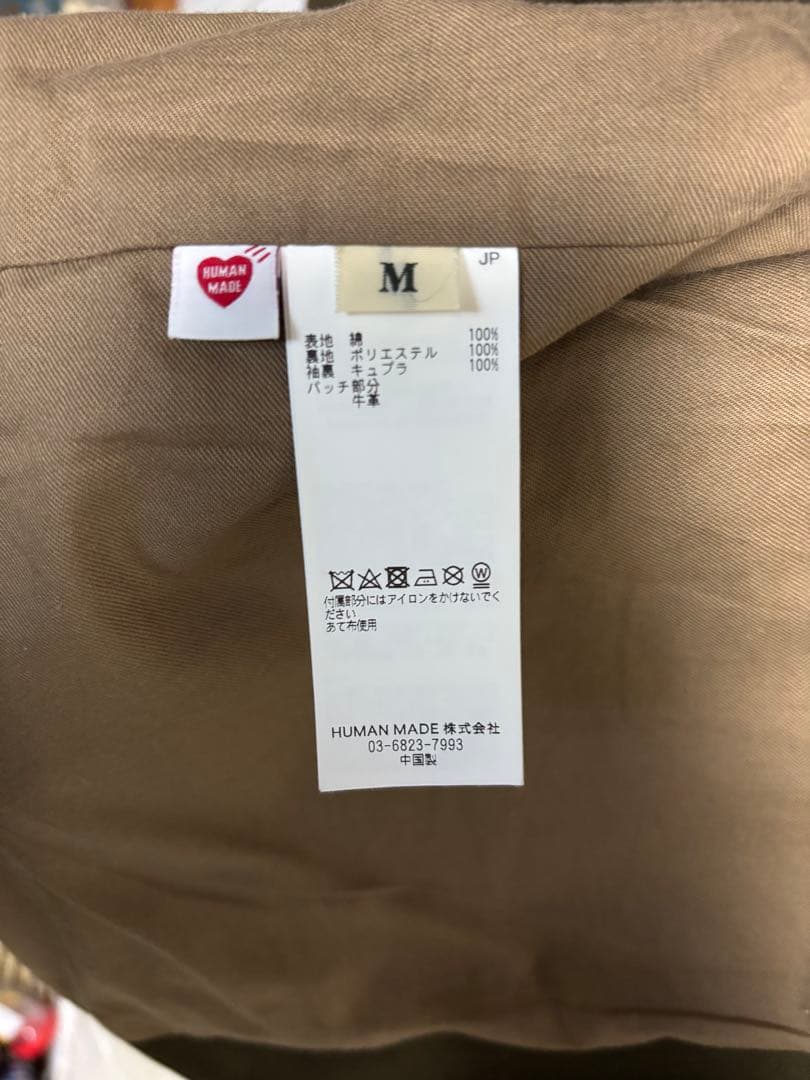 HUMAN
MADE
M
JP
表地 綿 100%
裏地 ポリエステル 100%
袖裏 キュプラ 100%
パッチ部分
牛革
W
付属部分にはアイロンをかけないでく
ださい
あて布使用
HUMAN MADE 株式会社
03-6823-7993
中国製